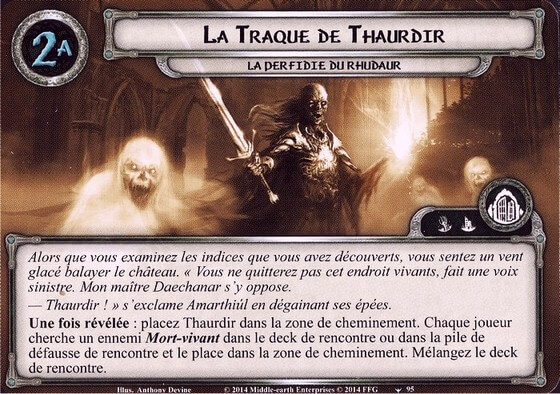 2A
La Traque de Thaurdir
La Perfidie du Rhudaur
Alors que vous examinez les indices que vous avez découverts, vous sentez un vent
glacé balayer le château. « Vous ne quitterez pas cet endroit vivants, fait une voix
sinistre. Mon maître Daechanar s'y oppose.
— Thaurdir ! » s'exclame Amarthiúl en dégainant ses épées.
Une fois révélée : placez Thaurdir dans la zone de cheminement. Chaque joueur
cherche un ennemi Mort-vivant dans le deck de rencontre ou dans la pile de
défausse de rencontre et le place dans la zone de cheminement. Mélangez le deck
de rencontre.
Illus. Anthony Devine © 2014 Middle-earth Enterprises © 2014 FFG 95